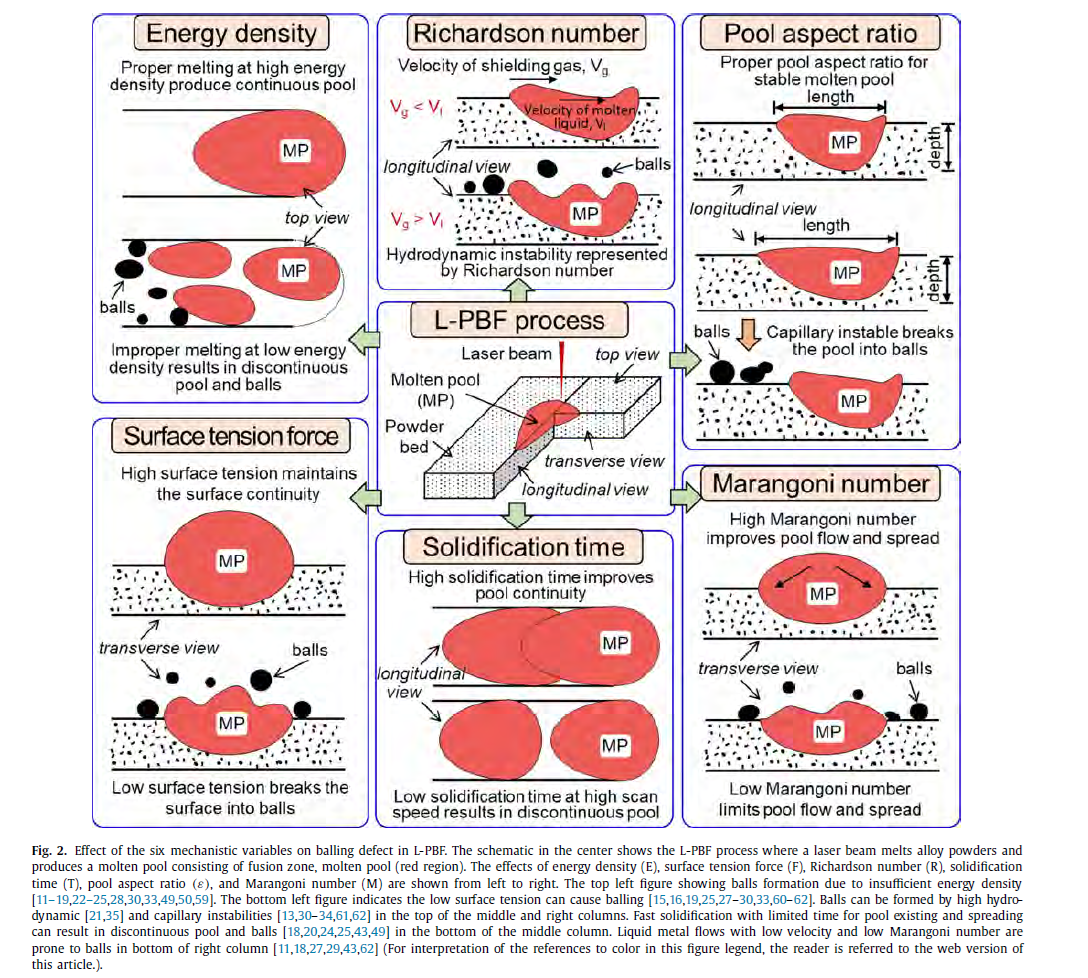 Energy density
Proper melting at high energy
density produce continuous pool
MP
top view
MP
balls
Improper melting at low energy
density results in discontinuous
pool and balls
Richardson number
Velocity of shielding gas, Vg
Vg < Vl
Velocity of molten
liquid, Vl
longitudinal view
balls
Vg > Vl
MP
Hydrodynamic instability represented
by Richardson number
Pool aspect ratio
Proper pool aspect ratio for
stable molten pool
length
MP
depth
longitudinal view
length
MP
depth
balls
Capillary instable breaks
the pool into balls
MP
L-PBF process
Laser beam
top view
Molten pool
(MP)
Powder
bed
transverse view
longitudinal view
Surface tension force
High surface tension maintains
the surface continuity
MP
transverse view
balls
MP
Low surface tension breaks the
surface into balls
Solidification time
High solidification time improves
pool continuity
MP
longitudinal
view
MP
Low solidification time at high scan
speed results in discontinuous pool
Marangoni number
High Marangoni number
improves pool flow and spread
MP
transverse view
balls
MP
Low Marangoni number
limits pool flow and spread
Fig. 2. Effect of the six mechanistic variables on balling defect in L-PBF. The schematic in the center shows the L-PBF process where a laser beam melts alloy powders and
produces a molten pool consisting of fusion zone, molten pool (red region). The effects of energy density (E), surface tension force (F), Richardson number (R), solidification
time (T), pool aspect ratio (ε), and Marangoni number (M) are shown from left to right. The top left figure showing balls formation due to insufficient energy density
[11–19,22–25,28,30,33,49,50,59]. The bottom left figure indicates the low surface tension can cause balling [15,16,19,25,27–30,33,60–62]. Balls can be formed by high hydro-
dynamic [21,35] and capillary instabilities [13,30–34,61,62] in the top of the middle and right columns. Fast solidification with limited time for pool existing and spreading
can result in discontinuous pool and balls [18,20,24,25,43,49] in the bottom of the middle column. Liquid metal flows with low velocity and low Marangoni number are
prone to balls in bottom of right column [11,18,27,29,43,62] (For interpretation of the references to color in this figure legend, the reader is referred to the web version of
this article.).